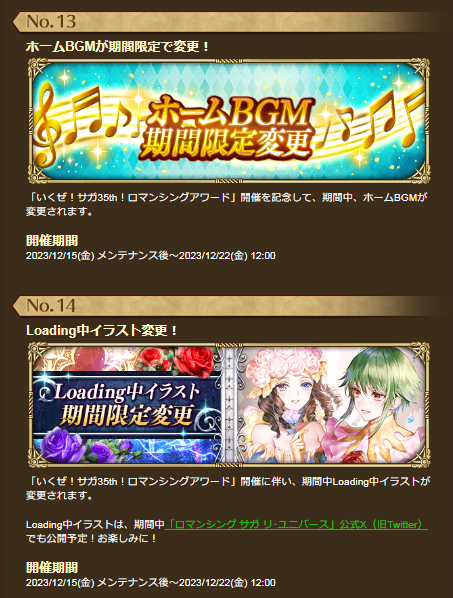 No.13
ホームBGMが期間限定で変更！
ホームBGM
期間限定変更
「いくぜ！サガ35th！ロマンシングアワード」開催を記念して、期間中、ホームBGMが
変更されます。
開催期間
2023/12/15(金) メンテナンス後～2023/12/22(金) 12:00
No.14
Loading中イラスト変更！
Loading中イラスト
期間限定変更
「いくぜ！サガ35th！ロマンシングアワード」開催に伴い、期間中Loading中イラストが
変更されます。
Loading中イラストは、期間中「ロマンシング サガ リ・ユニバース」公式X（旧Twitter）
でも公開予定！お楽しみに！
開催期間
2023/12/15(金) メンテナンス後～2023/12/22(金) 12:00